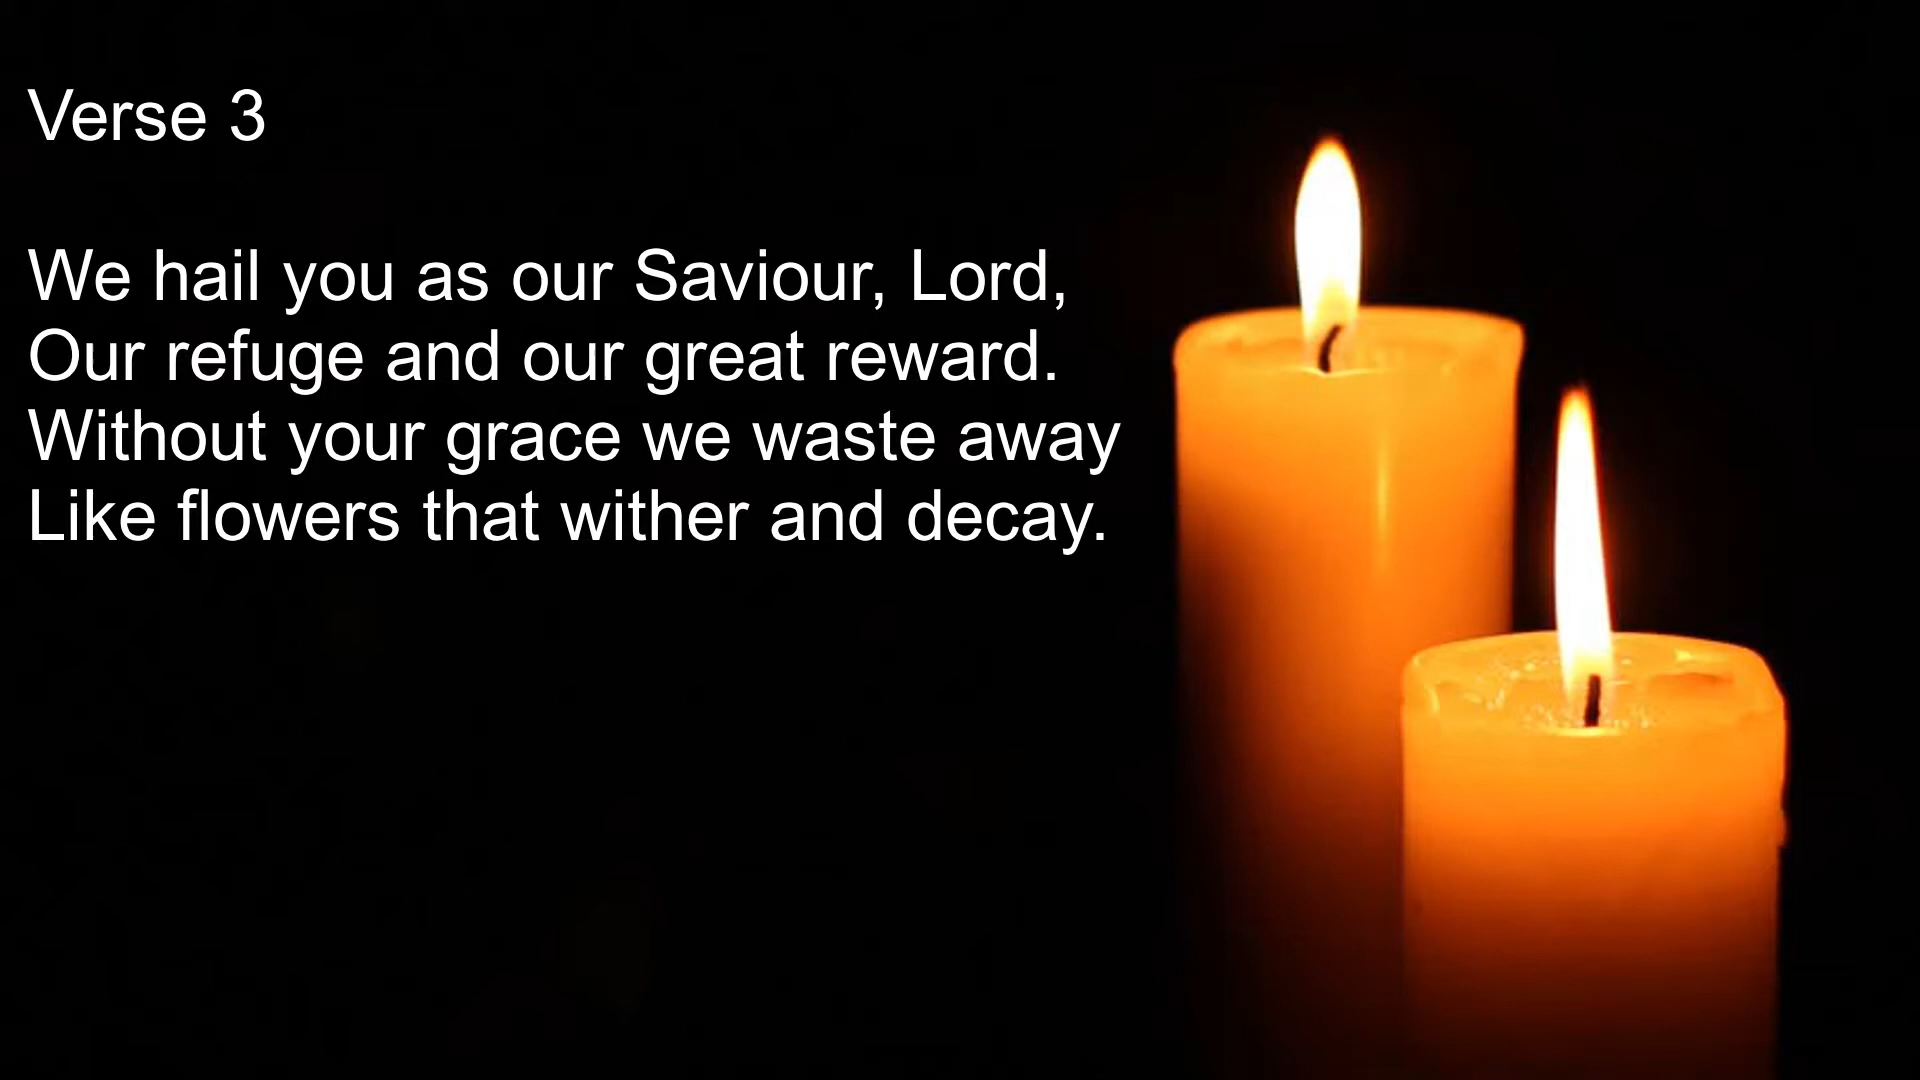 Verse 3
We hail you as our Saviour, Lord,
Our refuge and our great reward.
Without your grace we waste away
Like flowers that wither and decay.